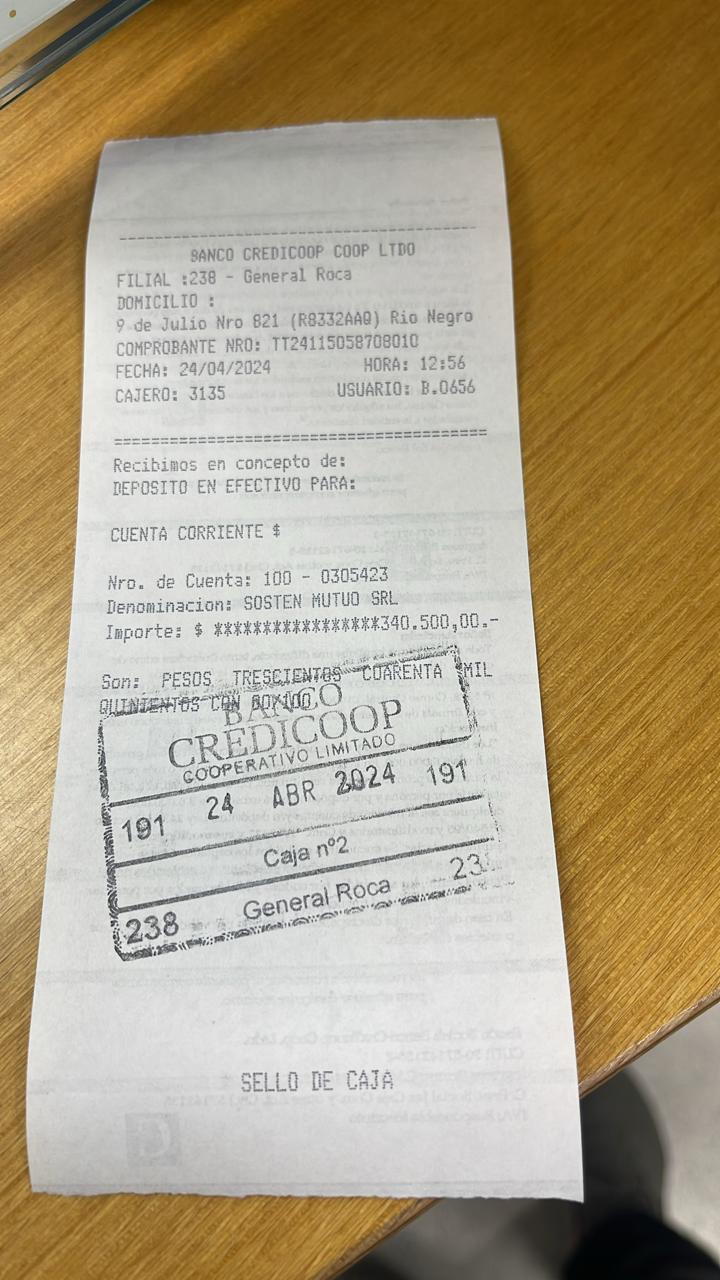 ----------------------------------------
BANCO CREDICOOP COOP LTDO
FILIAL :238 - General Roca
DOMICILIO :
9 de Julio Nro 821 (R8332AAQ) Rio Negro
COMPROBANTE NRO: TT24115058708010
FECHA: 24/04/2024 HORA: 12:56
CAJERO: 3135 USUARIO: B.0656
========================================
Recibimos en concepto de:
DEPOSITO EN EFECTIVO PARA:
CUENTA CORRIENTE $
Nro. de Cuenta: 100 - 0305423
Denominacion: SOSTEN MUTUO SRL
Importe: $ ******************340.500,00.-
Son: PESOS TRESCIENTOS CUARENTA MIL
QUINIENTOS CON 00/100
BANCO
CREDICOOP
COOPERATIVO LIMITADO
191 24 ABR 2024 191
Caja nº2
238 General Roca 23
SELLO DE CAJA